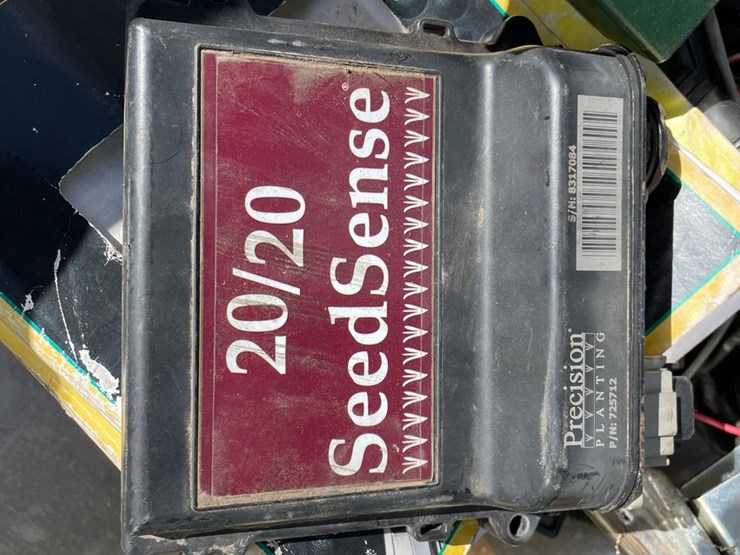 20/20
SeedSense®
Precision®
PLANTING
P/N: 725712
S/N: 8317084